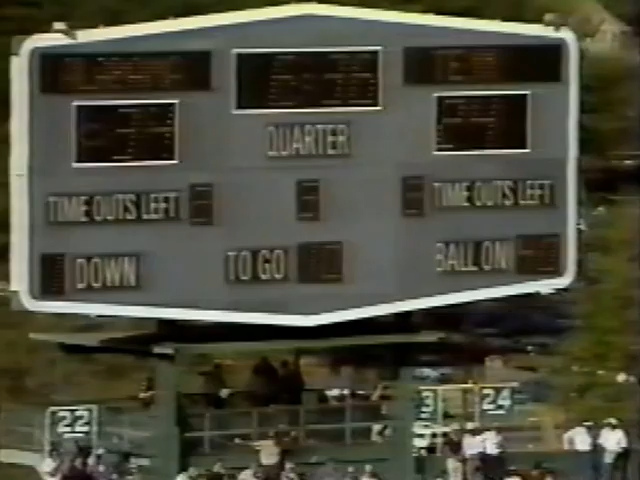 QUARTER
TIME OUTS LEFT
TIME OUTS LEFT
DOWN
TO GO
BALL ON
22
3
24